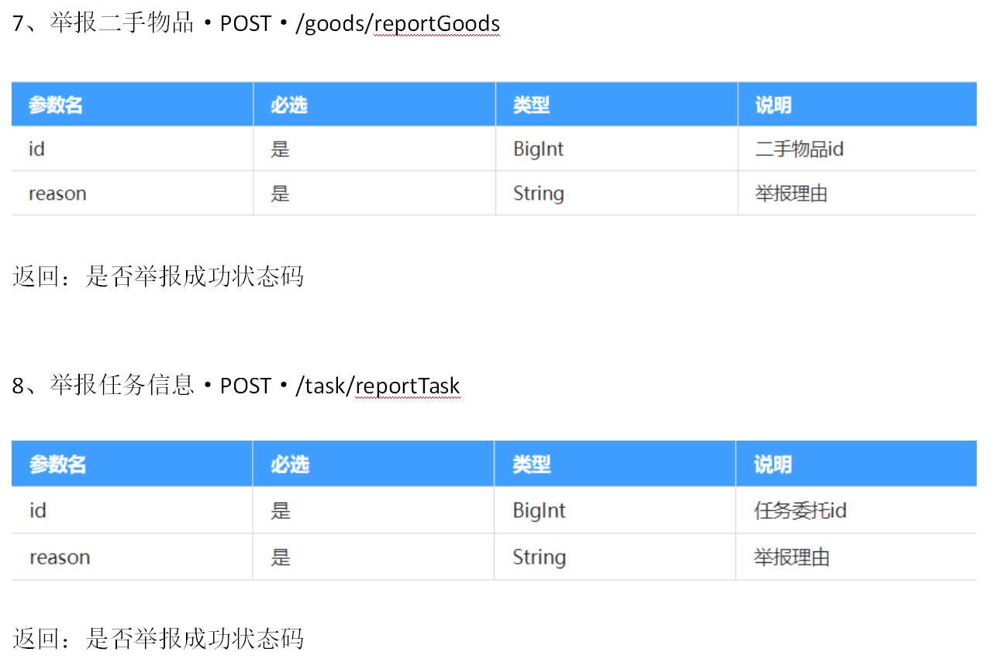 7、举报二手物品·POST·/goods/reportGoods
参数名 必选 类型 说明
id 是 BigInt 二手物品id
reason 是 String 举报理由
返回：是否举报成功状态码
8、举报任务信息·POST·/task/reportTask
参数名 必选 类型 说明
id 是 BigInt 任务委托id
reason 是 String 举报理由
返回：是否举报成功状态码